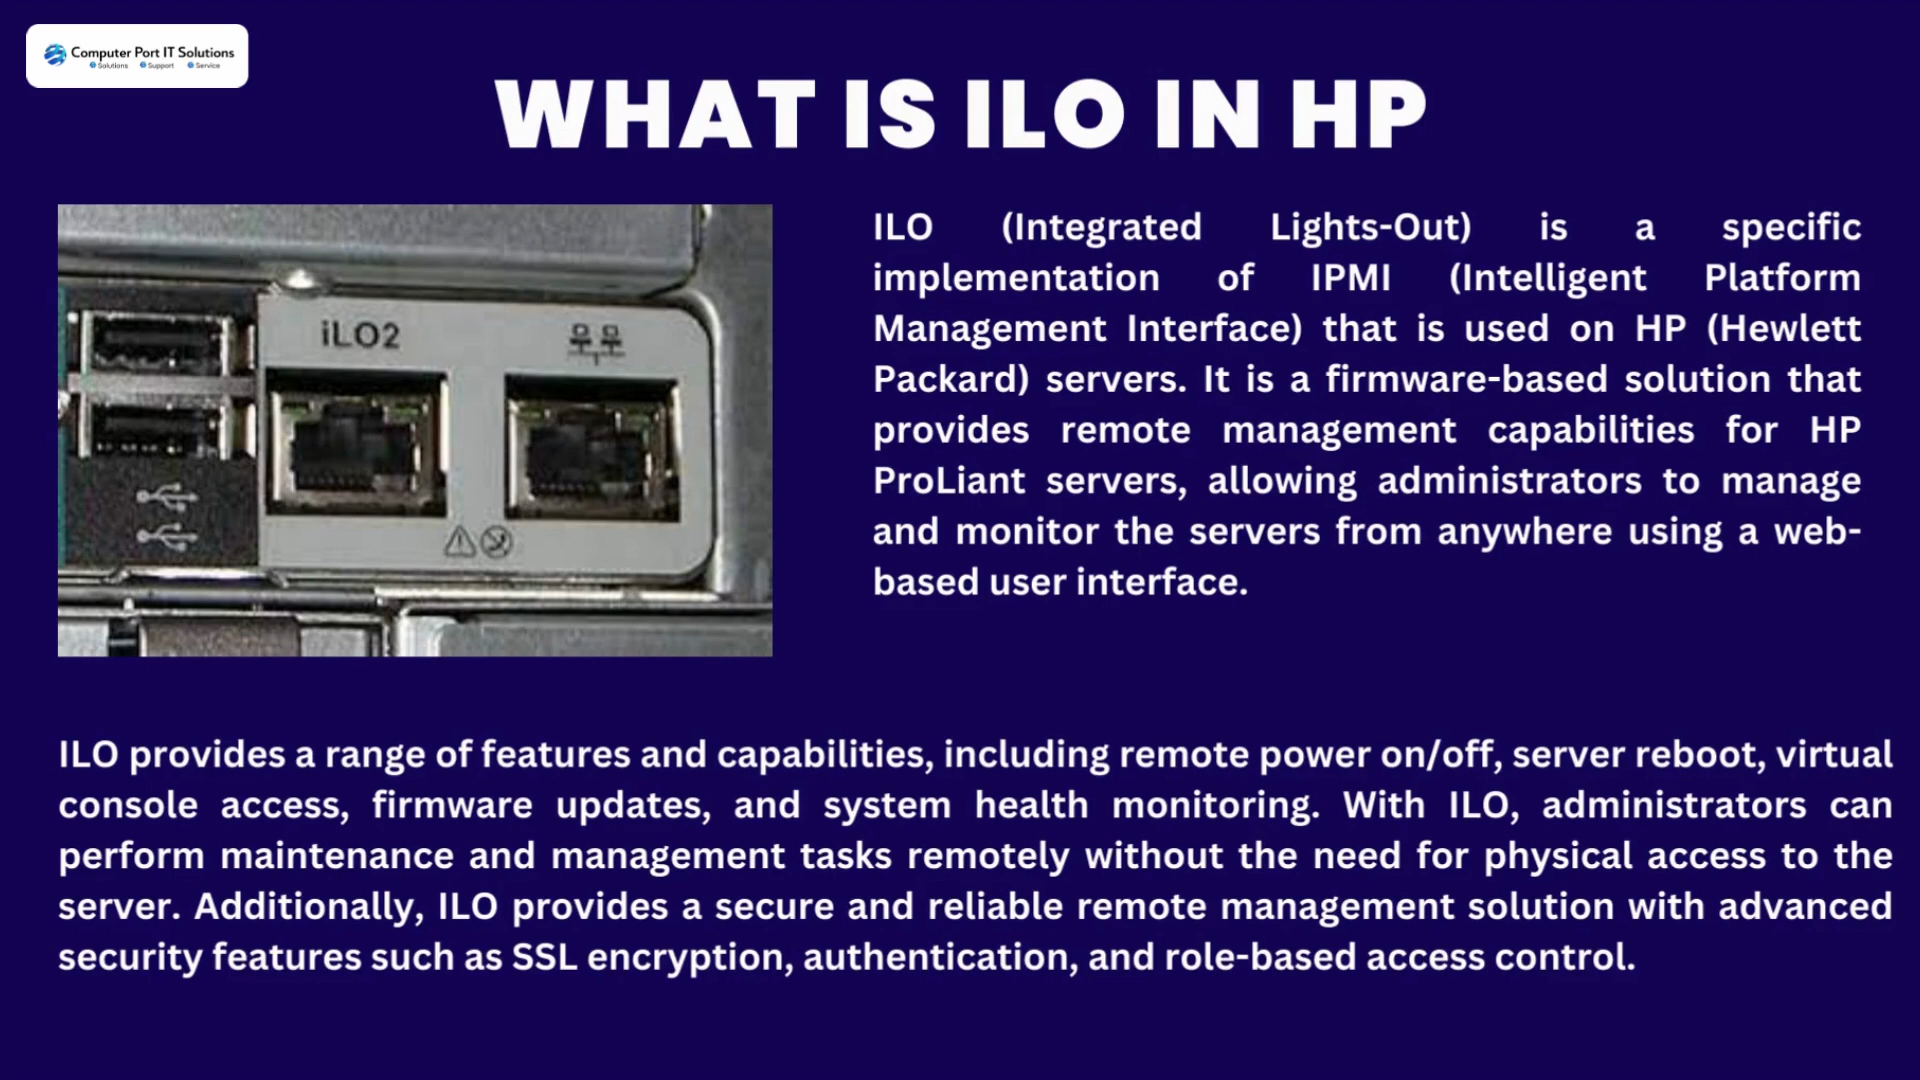 Computer Port IT Solutions
Solutions Support Service
WHAT IS ILO IN HP
iLO2
ILO (Integrated Lights-Out) is a specific
implementation of IPMI (Intelligent Platform
Management Interface) that is used on HP (Hewlett
Packard) servers. It is a firmware-based solution that
provides remote management capabilities for HP
ProLiant servers, allowing administrators to manage
and monitor the servers from anywhere using a web-
based user interface.
ILO provides a range of features and capabilities, including remote power on/off, server reboot, virtual
console access, firmware updates, and system health monitoring. With ILO, administrators can
perform maintenance and management tasks remotely without the need for physical access to the
server. Additionally, ILO provides a secure and reliable remote management solution with advanced
security features such as SSL encryption, authentication, and role-based access control.